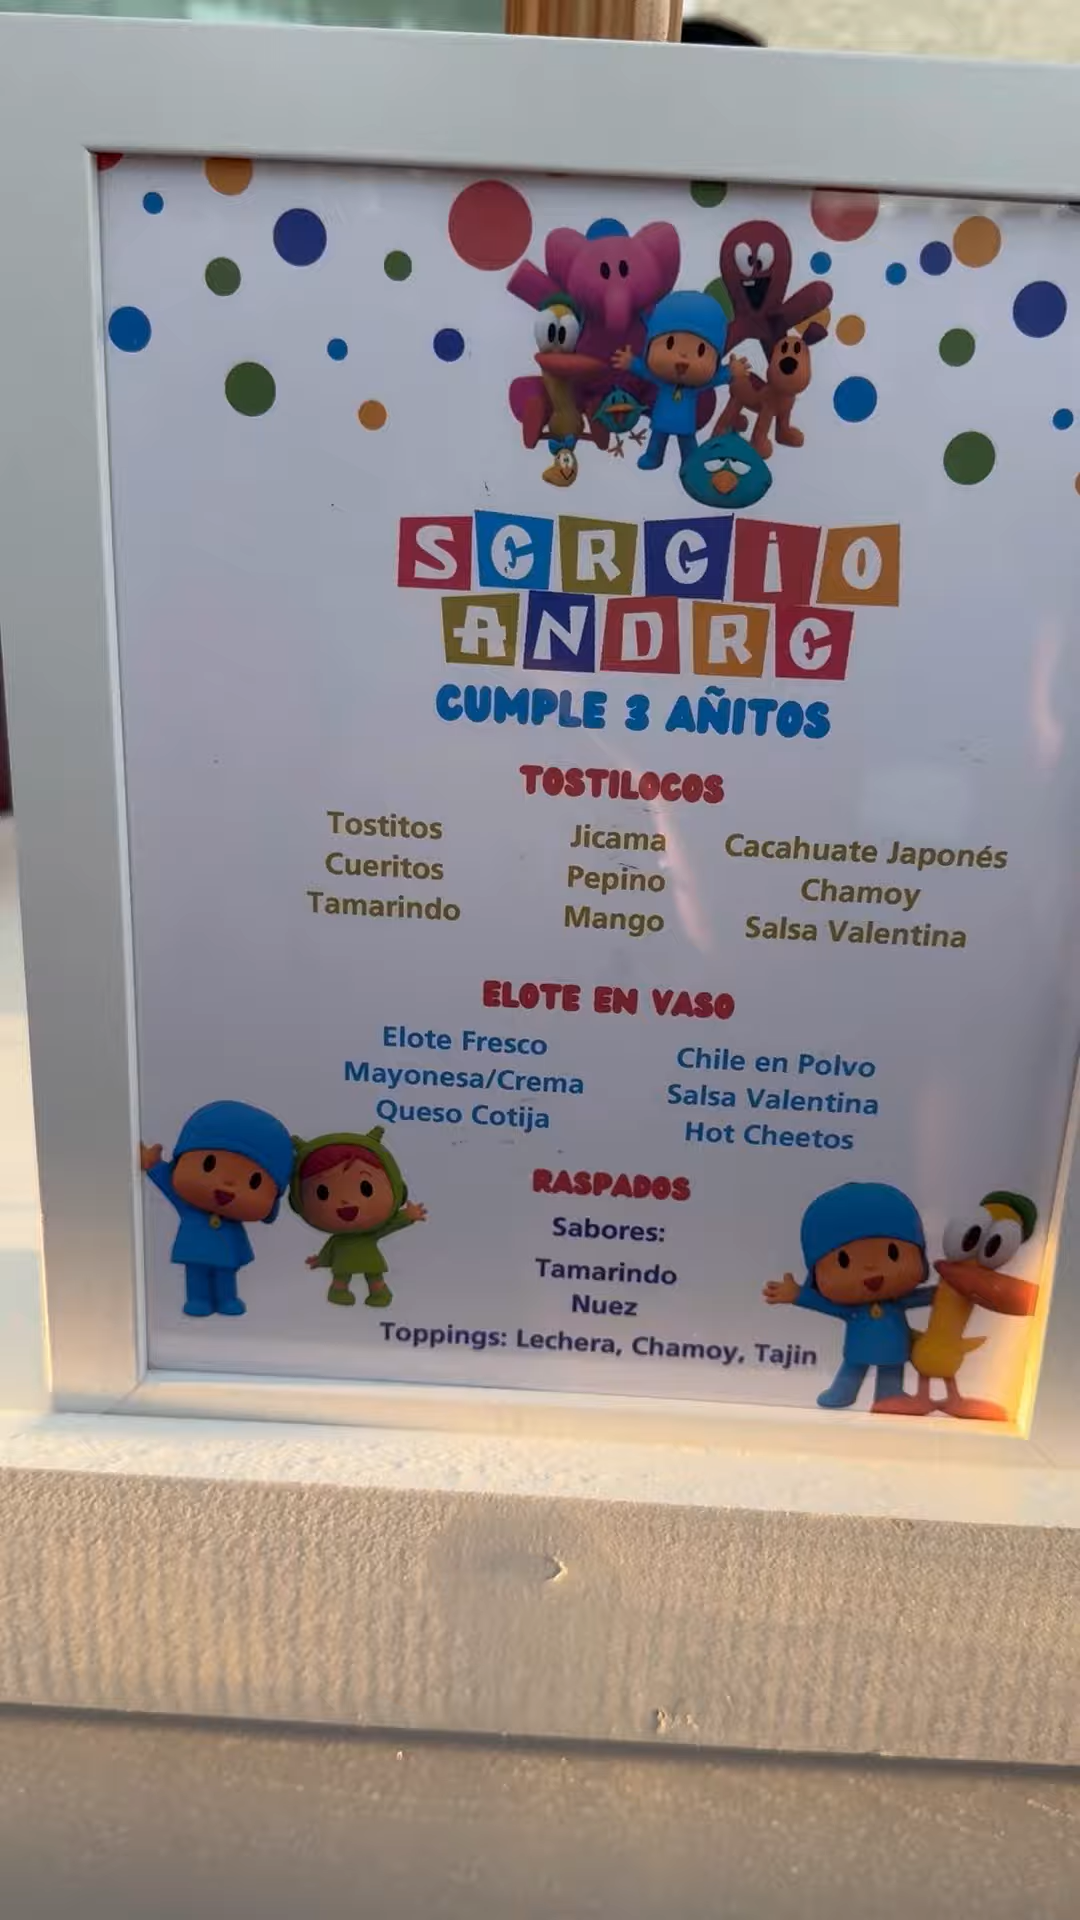 SERGIO
ANDRE
CUMPLE 3 AÑITOS
TOSTILOCOS
Tostitos Jicama Cacahuate Japonés
Cueritos Pepino Chamoy
Tamarindo Mango Salsa Valentina
ELOTE EN VASO
Elote Fresco Chile en Polvo
Mayonesa/Crema Salsa Valentina
Queso Cotija Hot Cheetos
RASPADOS
Sabores:
Tamarindo
Nuez
Toppings: Lechera, Chamoy, Tajin